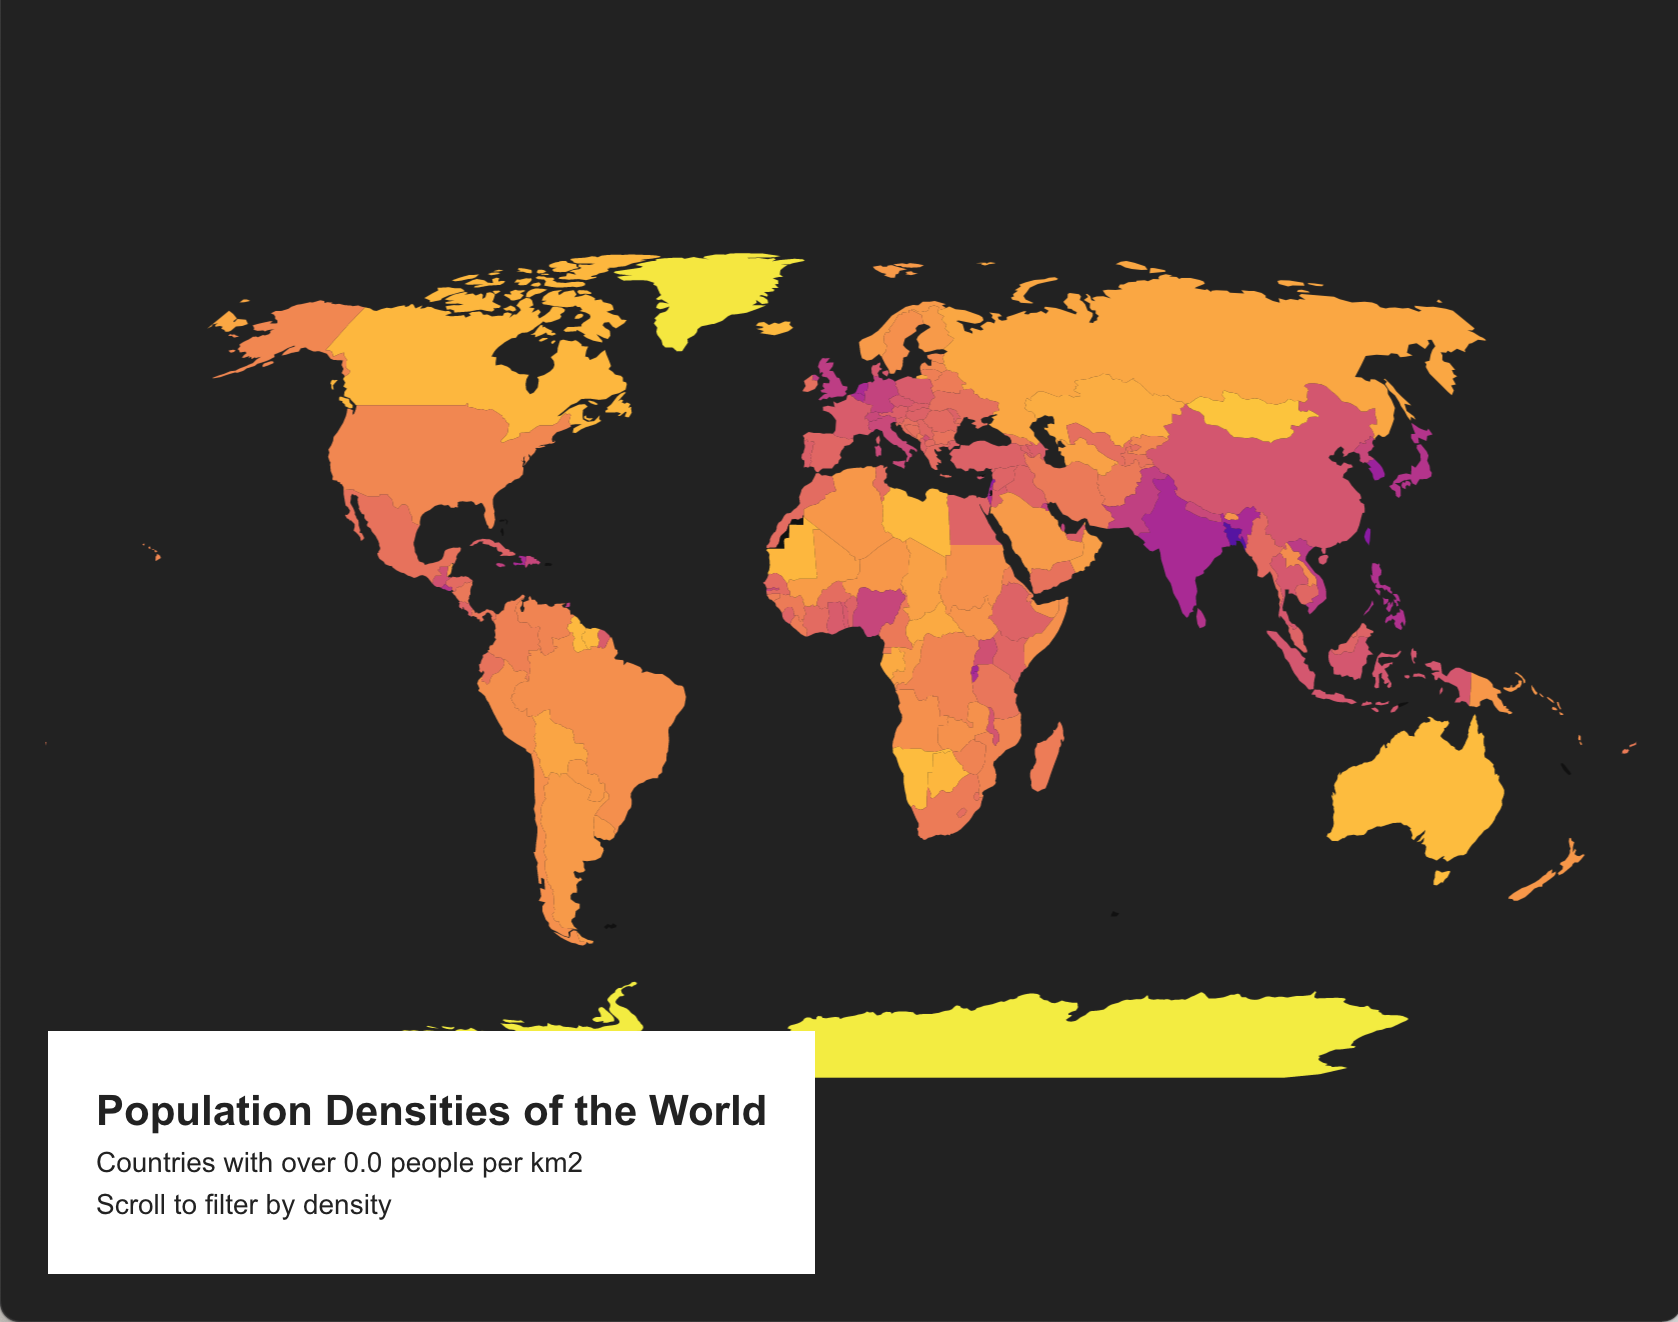 Population Densities of the World
Countries with over 0.0 people per km2
Scroll to filter by density